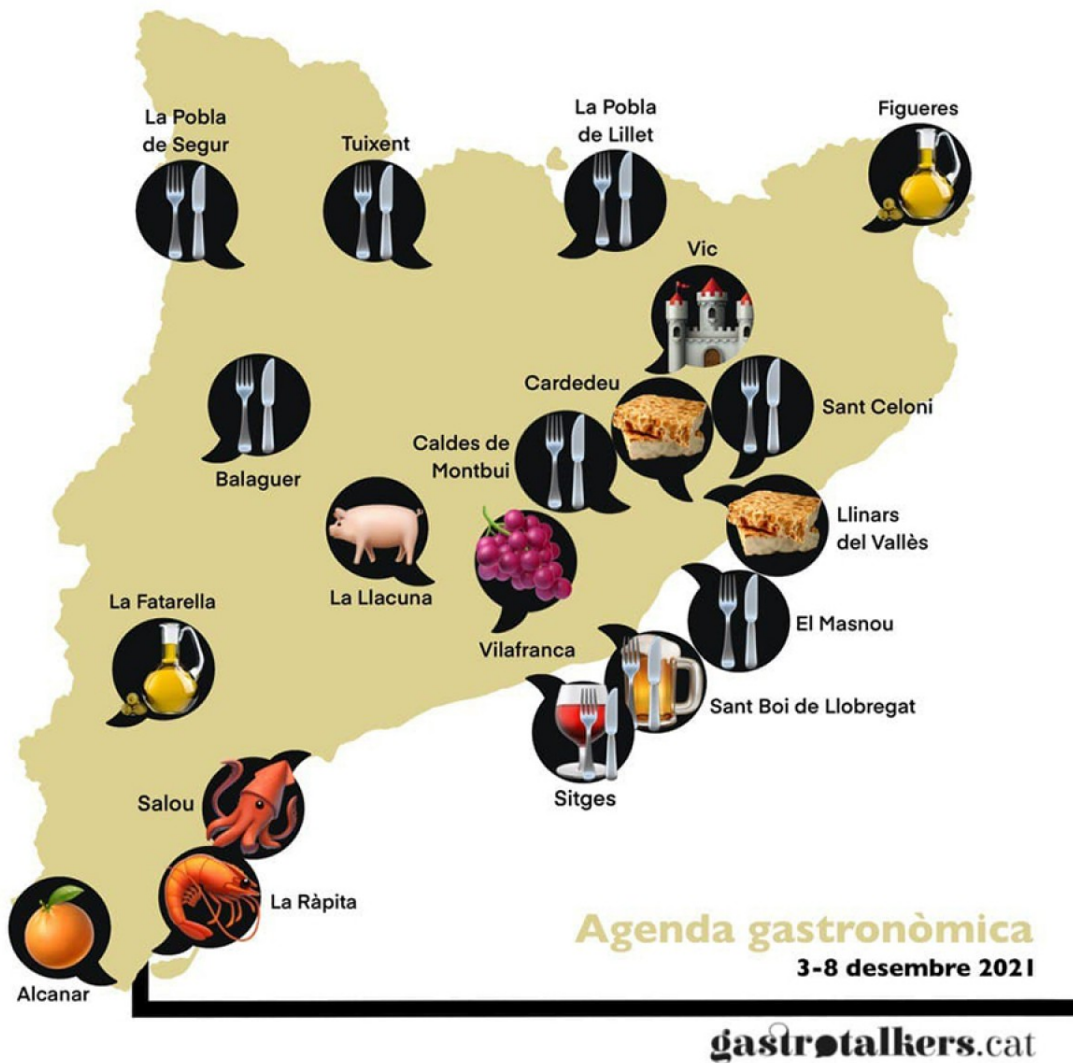 La Pobla
de Segur
Tuixent
La Pobla
de Lillet
Figueres
Vic
Cardedeu
Sant Celoni
Caldes de
Montbui
Balaguer
Llinars
del Vallès
La Llacuna
La Fatarella
El Masnou
Vilafranca
Sant Boi de Llobregat
Sitges
Salou
La Ràpita
Alcanar
Agenda gastronòmica
3-8 desembre 2021
gastrotalkers.cat